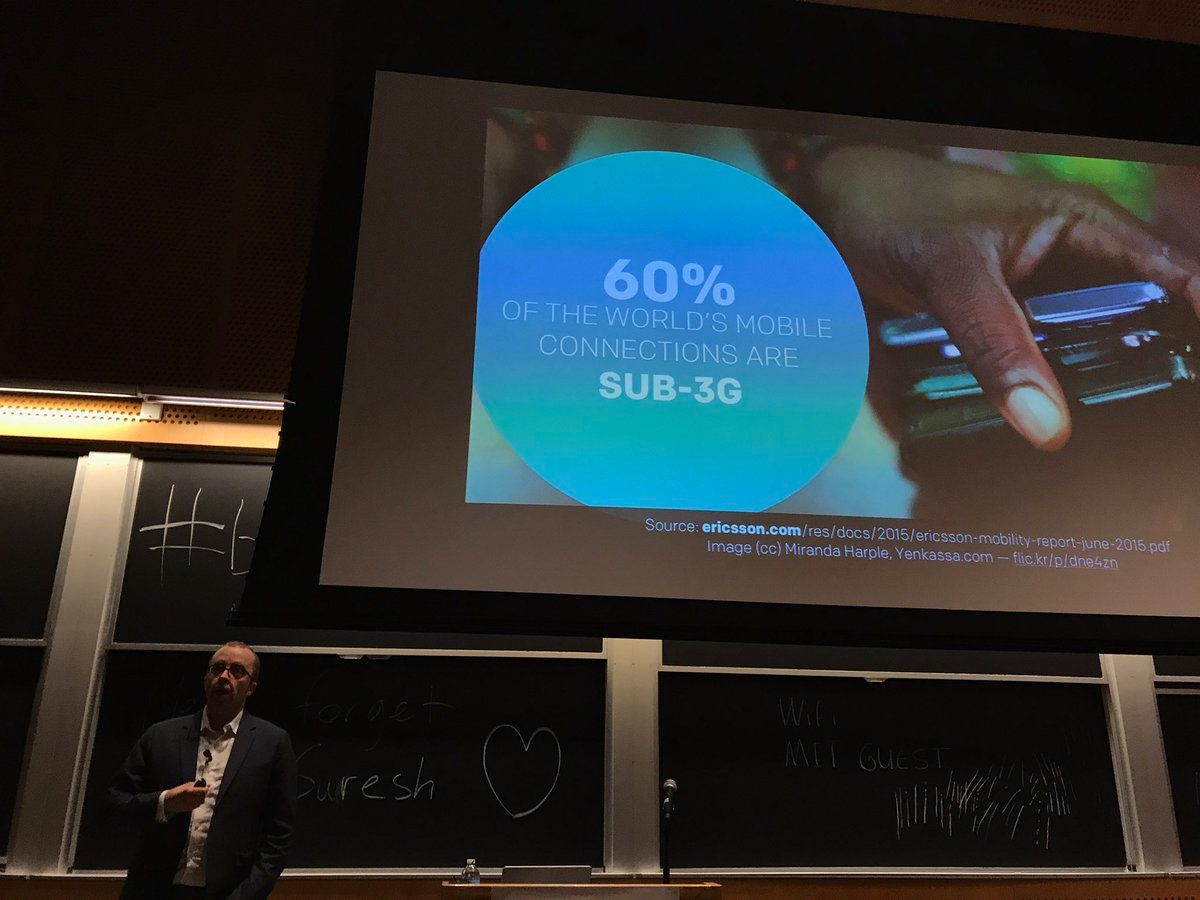 60%
OF THE WORLD'S MOBILE
CONNECTIONS ARE
SUB-3G
Source: ericsson.com/res/docs/2015/ericsson-mobility-report-june-2015.pdf
Image (cc) Miranda Harple, Yenkassa.com — flic.kr/p/dne4zn
#b
forget
Suresh
Wifi
MIT GUEST